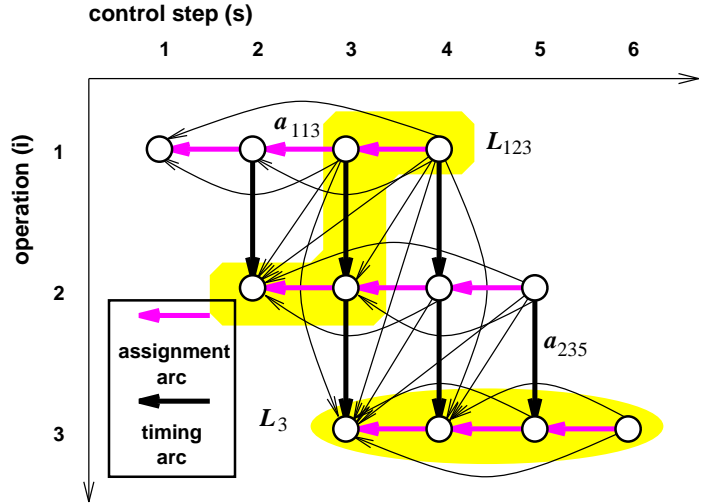 control step (s)
1 2 3 4 5 6
operation (i)
a113
1
L123
2
assignment
arc
a235
timing
arc
L3
3